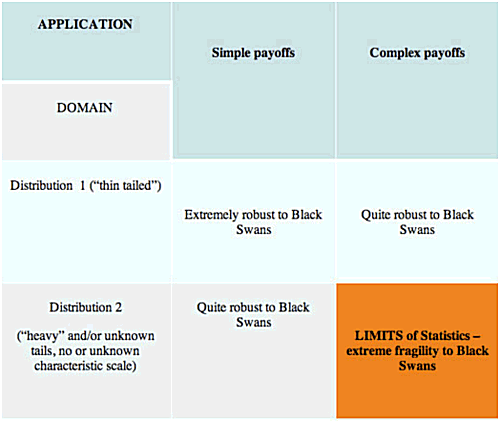 APPLICATION
Simple payoffs
Complex payoffs
DOMAIN
Distribution 1 (“thin tailed”)
Extremely robust to Black
Swans
Quite robust to Black
Swans
Distribution 2
(“heavy” and/or unknown
tails, no or unknown
characteristic scale)
Quite robust to Black
Swans
LIMITS of Statistics –
extreme fragility to Black
Swans